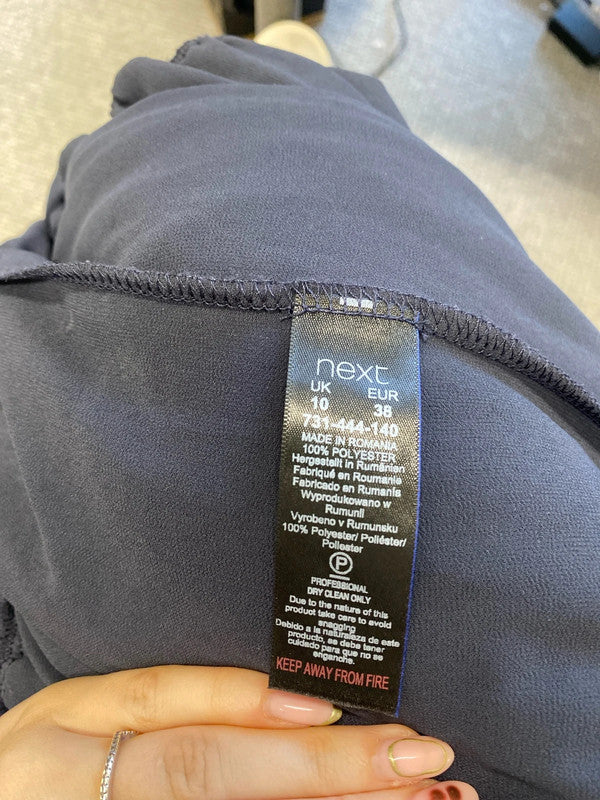 next
UK EUR
10 38
731-444-140
MADE IN ROMANIA
100% POLYESTER
Hergestellt in Rumänien
Fabriqué en Roumanie
Fabricado en Rumania
Wyprodukowano w
Rumunii
Vyrobeno v Rumunsku
100% Polyester/ Poliéster/
Poliester
P
PROFESSIONAL
DRY CLEAN ONLY
Due to the nature of this
product take care to avoid
snagging
Debido a la naturaleza de este
producto, se debe tener
cuidado para que no se
enganche.
KEEP AWAY FROM FIRE